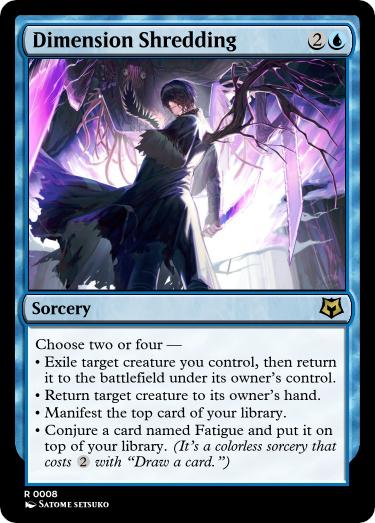 Dimension Shredding 2
Sorcery
Choose two or four —
• Exile target creature you control, then return
it to the battlefield under its owner's control.
• Return target creature to its owner's hand.
• Manifest the top card of your library.
• Conjure a card named Fatigue and put it on
top of your library. (It's a colorless sorcery that
costs 2 with “Draw a card.”)
R 0008
Satome setsuko